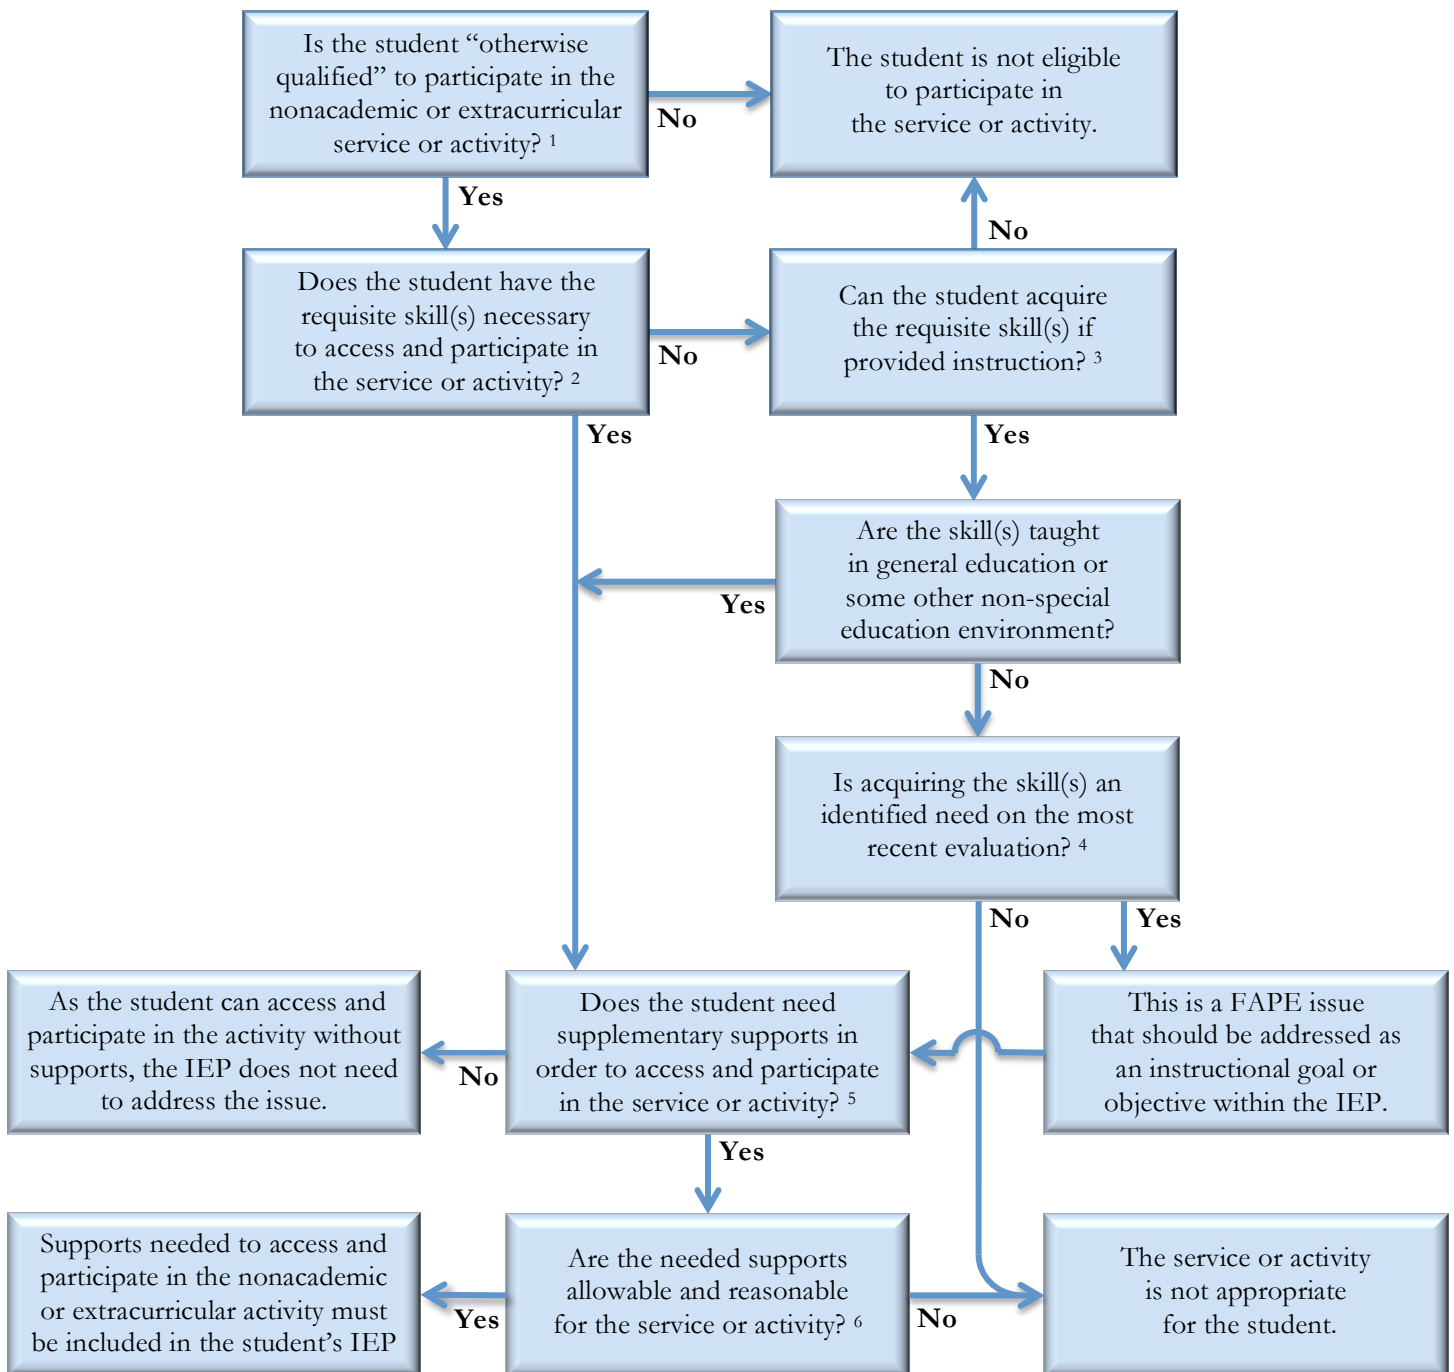 Is the student “otherwise
qualified” to participate in the
nonacademic or extracurricular
service or activity? 1
No
The student is not eligible
to participate in
the service or activity.
Yes
No
Does the student have the
requisite skill(s) necessary
to access and participate in
the service or activity? 2
No
Can the student acquire
the requisite skill(s) if
provided instruction? 3
Yes
Yes
Are the skill(s) taught
in general education or
some other non-special
education environment?
Yes
No
Is acquiring the skill(s) an
identified need on the most
recent evaluation? 4
No
Yes
As the student can access and
participate in the activity without
supports, the IEP does not need
to address the issue.
No
Does the student need
supplementary supports in
order to access and participate
in the service or activity? 5
This is a FAPE issue
that should be addressed as
an instructional goal or
objective within the IEP.
Yes
Supports needed to access and
participate in the nonacademic
or extracurricular activity must
be included in the student’s IEP
Yes
Are the needed supports
allowable and reasonable
for the service or activity? 6
No
The service or activity
is not appropriate
for the student.